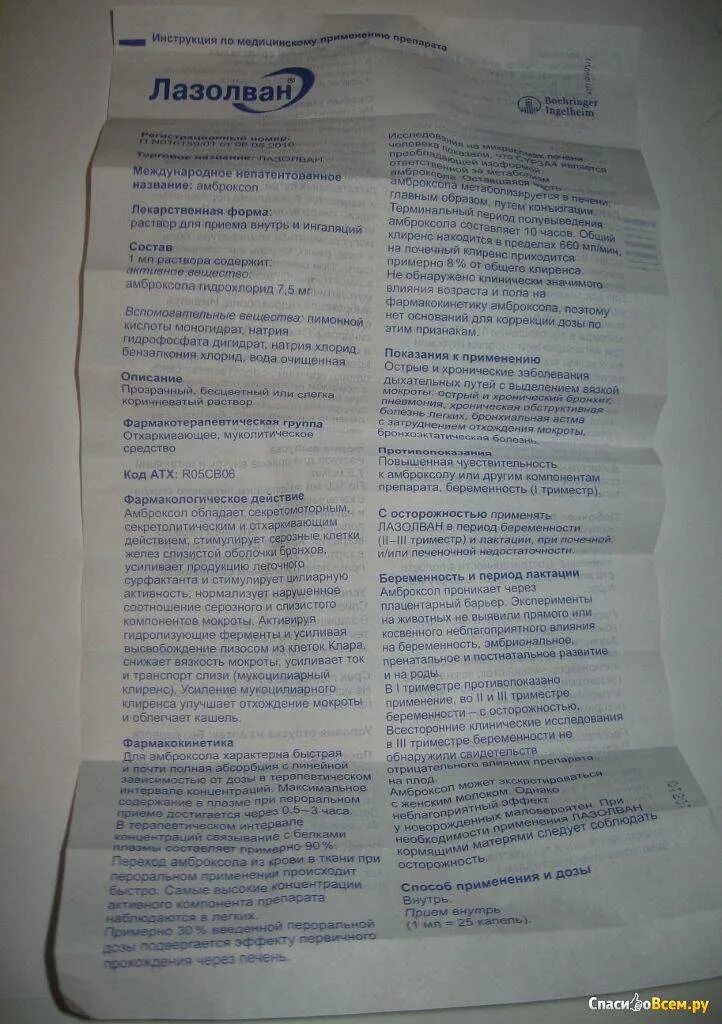 Инструкция по медицинскому применению препарата
Лазолван®
Boehringer
Ingelheim
Регистрационный номер:
П N016159/01 от 06.05.2010
Торговое название: ЛАЗОЛВАН
Международное непатентованное
название: амброксол
Лекарственная форма:
раствор для приема внутрь и ингаляций
Состав
1 мл раствора содержит:
активное вещество:
амброксола гидрохлорид 7,5 мг
Вспомогательные вещества: лимонной
кислоты моногидрат, натрия
гидрофосфата дигидрат, натрия хлорид,
бензалкония хлорид, вода очищенная
Описание
Прозрачный, бесцветный или слегка
коричневатый раствор
Фармакотерапевтическая группа
Отхаркивающее, муколитическое
средство
Код АТХ: R05CB06
Фармакологическое действие
Амброксол обладает секретомоторным,
секретолитическим и отхаркивающим
действием; стимулирует серозные клетки
желез слизистой оболочки бронхов,
усиливает продукцию легочного
сурфактанта и стимулирует цилиарную
активность; нормализует нарушенное
соотношение серозного и слизистого
компонентов мокроты. Активируя
гидролизующие ферменты и усиливая
высвобождение лизосом из клеток Клара,
снижает вязкость мокроты; усиливает ток
и транспорт слизи (мукоцилиарный
клиренс). Усиление мукоцилиарного
клиренса улучшает отхождение мокроты
и облегчает кашель.
Фармакокинетика
Для амброксола характерна быстрая
и почти полная абсорбция с линейной
зависимостью от дозы в терапевтическом
интервале концентраций. Максимальное
содержание в плазме при пероральном
приеме достигается через 0.5–3 часа.
В терапевтическом интервале
концентраций связывание с белками
плазмы составляет примерно 90%.
Переход амброксола из крови в ткани при
пероральном применении происходит
быстро. Самые высокие концентрации
активного компонента препарата
наблюдаются в легких.
Примерно 30% введенной пероральной
дозы подвергается эффекту первичного
прохождения через печень.
Исследования на микросомах печени
человека показали, что CYP3A4 является
преобладающей изоформой,
ответственной за метаболизм
амброксола. Оставшаяся часть
амброксола метаболизируется в печени,
главным образом, путем конъюгации.
Терминальный период полувыведения
амброксола составляет 10 часов. Общий
клиренс находится в пределах 660 мл/мин,
на почечный клиренс приходится
примерно 8% от общего клиренса.
Не обнаружено клинически значимого
влияния возраста и пола на
фармакокинетику амброксола, поэтому
нет оснований для коррекции дозы по
этим признакам.
Показания к применению
Острые и хронические заболевания
дыхательных путей с выделением вязкой
мокроты: острый и хронический бронхит,
пневмония, хроническая обструктивная
болезнь легких, бронхиальная астма
с затруднением отхождения мокроты,
бронхоэктатическая болезнь.
Противопоказания
Повышенная чувствительность
к амброксолу или другим компонентам
препарата, беременность (I триместр).
С осторожностью применять
ЛАЗОЛВАН в период беременности
(II–III триместр) и лактации, при почечной
и/или печеночной недостаточности.
Беременность и период лактации
Амброксол проникает через
плацентарный барьер. Эксперименты
на животных не выявили прямого или
косвенного неблагоприятного влияния
на беременность, эмбриональное,
пренатальное и постнатальное развитие
и на роды.
В I триместре противопоказано
применение, во II и III триместре
беременности – с осторожностью.
Всесторонние клинические исследования
в III триместре беременности не
обнаружили свидетельств
отрицательного влияния препарата
на плод.
Амброксол может экскретироваться
с женским молоком. Однако
неблагоприятный эффект
у новорожденных маловероятен. При
необходимости применения ЛАЗОЛВАН
кормящими матерями следует соблюдать
осторожность.
Способ применения и дозы
Внутрь.
Прием внутрь
(1 мл = 25 капель).
СпасибоВсем.ру